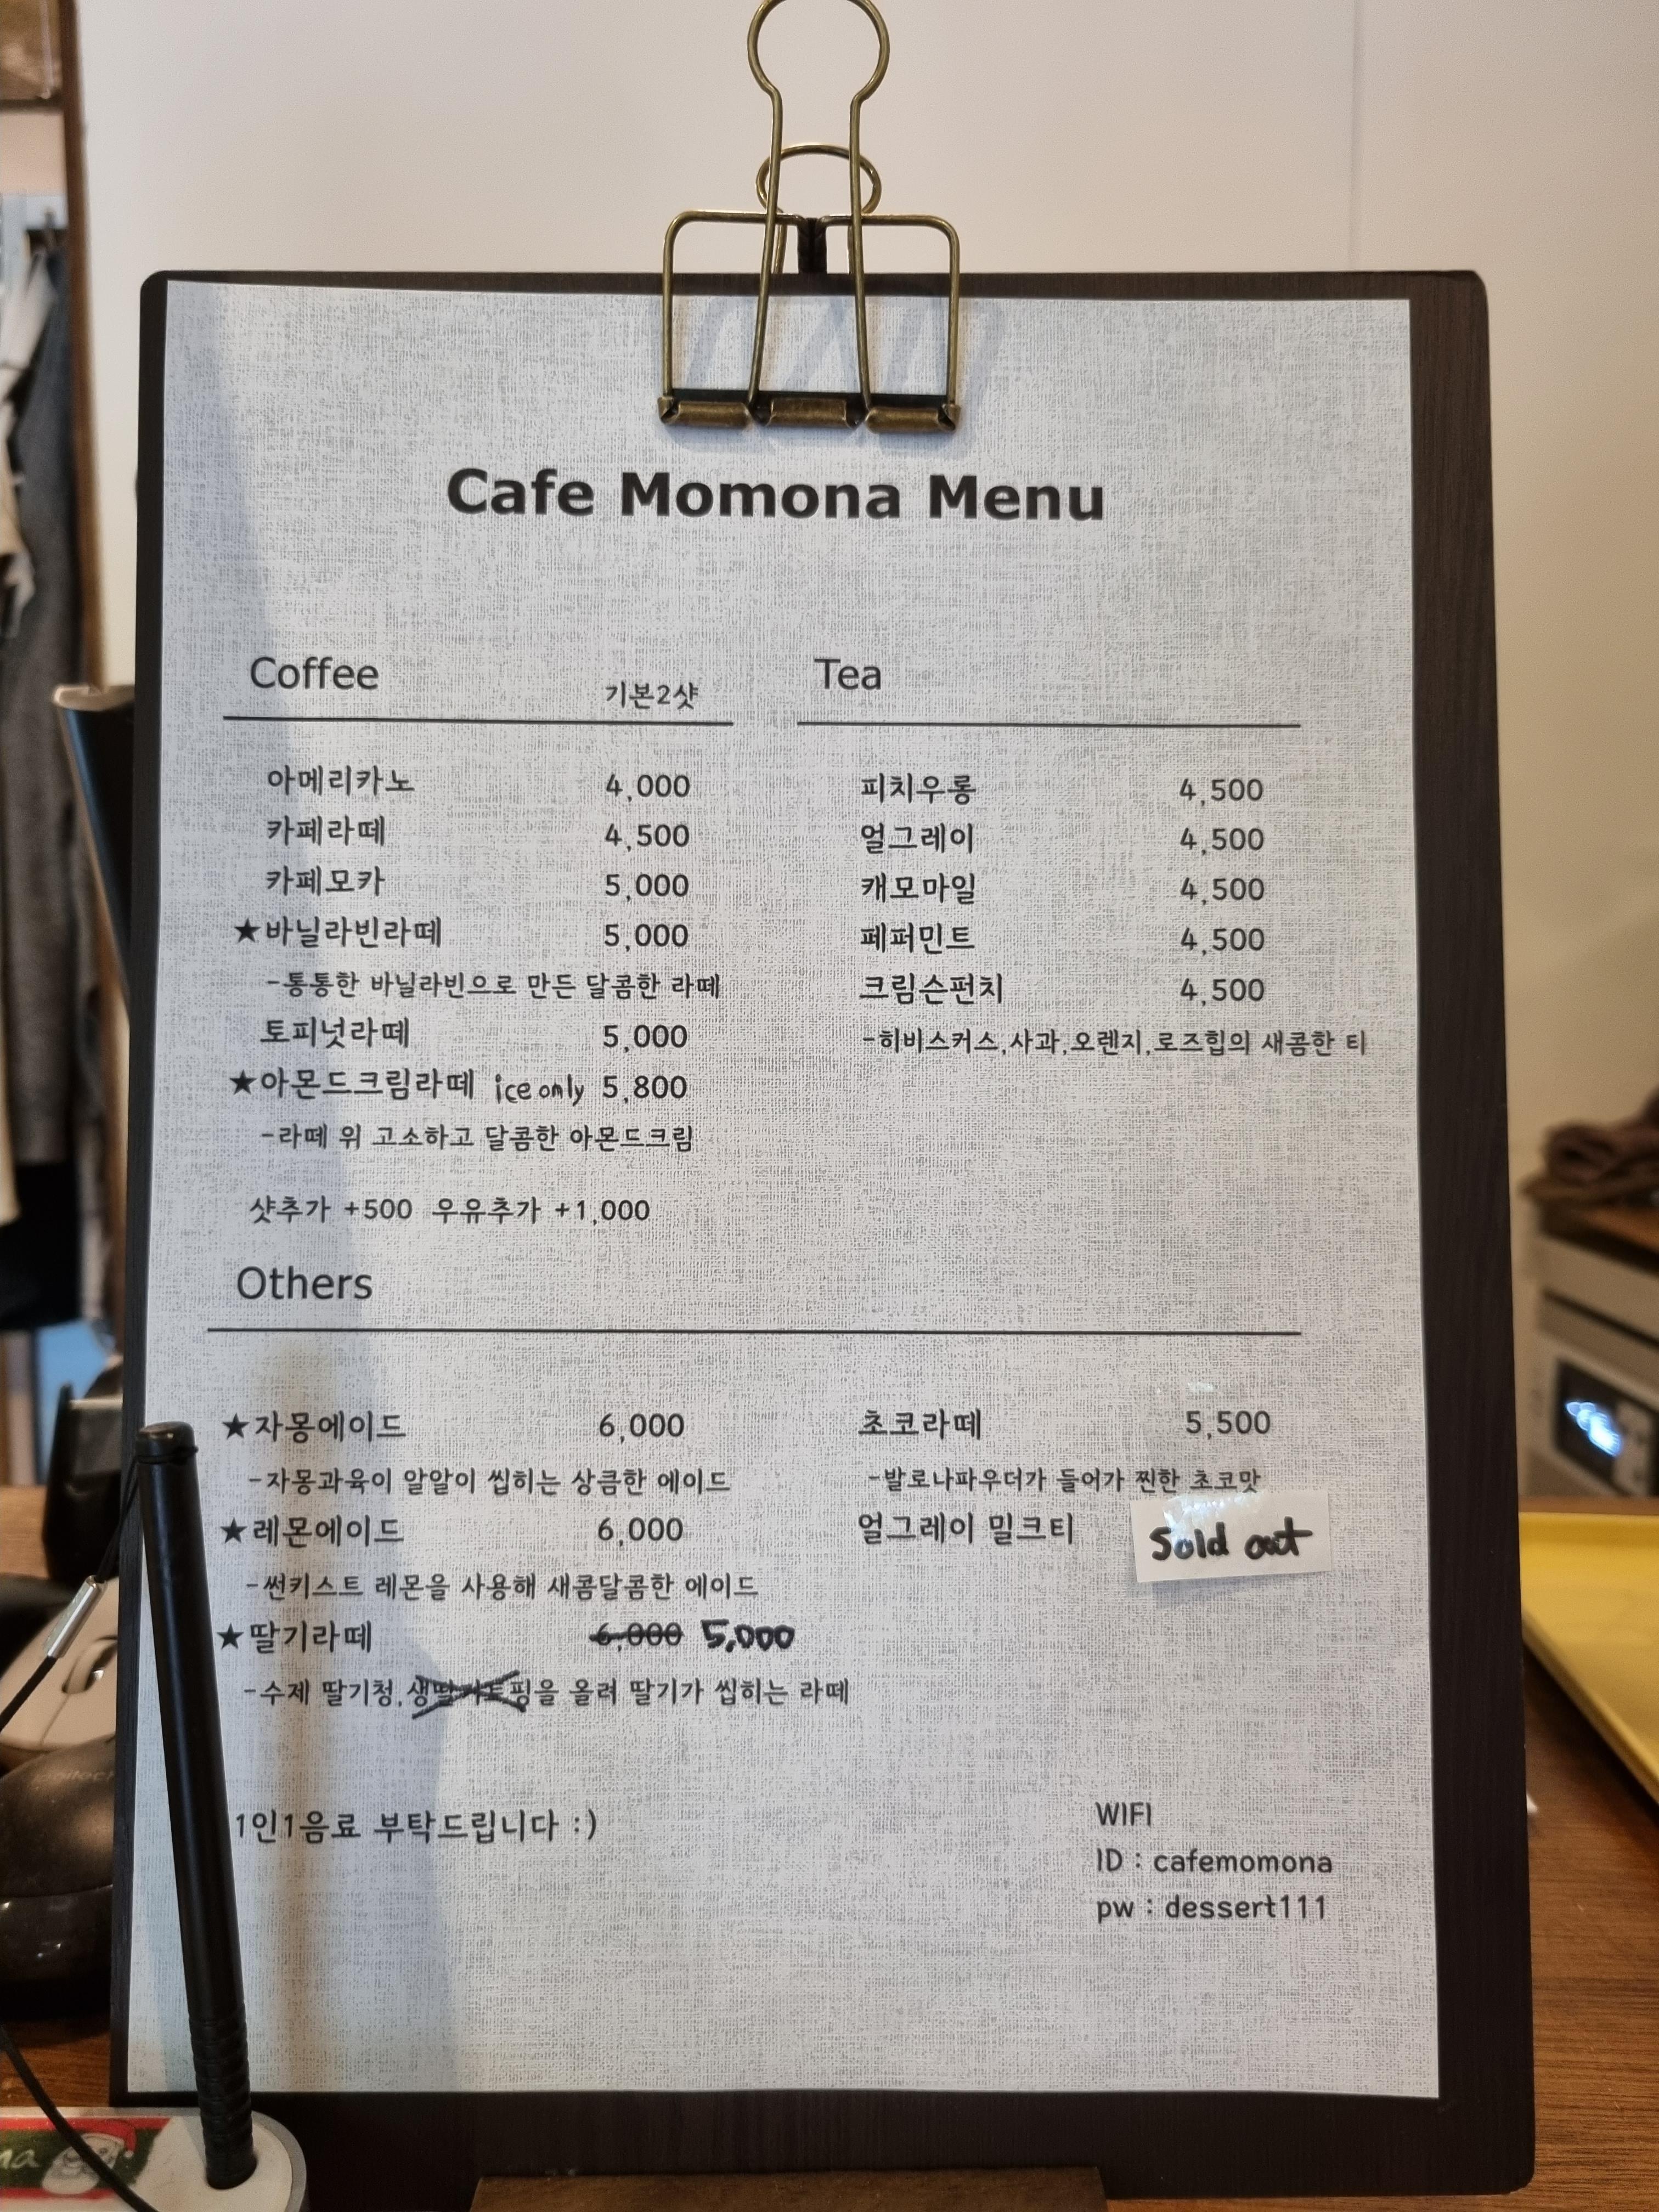 Cafe Momona Menu
Coffee 기본2샷
아메리카노 4,000
카페라떼 4,500
카페모카 5,000
★바닐라빈라떼 5,000
-통통한 바닐라빈으로 만든 달콤한 라떼
토피넛라떼 5,000
★아몬드크림라떼 ice only 5,800
-라떼 위 고소하고 달콤한 아몬드크림
샷추가 +500 우유추가 +1,000
Tea
피치우롱 4,500
얼그레이 4,500
캐모마일 4,500
페퍼민트 4,500
크림슨펀치 4,500
-히비스커스,사과,오렌지,로즈힙의 새콤한 티
Others
★자몽에이드 6,000
-자몽과육이 알알이 씹히는 상큼한 에이드
★레몬에이드 6,000
-썬키스트 레몬을 사용해 새콤달콤한 에이드
★딸기라떼 6,000 5,000
-수제 딸기청,생딸기토핑을 올려 딸기가 씹히는 라떼
초코라떼 5,500
-발로나파우더가 들어가 찐한 초코맛
얼그레이 밀크티 Sold out
1인1음료 부탁드립니다 :)
WIFI
ID : cafemomona
pw : dessert111